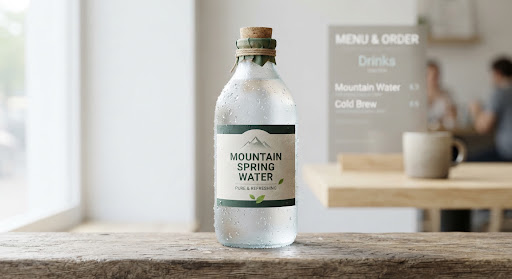 MOUNTAIN
SPRING
WATER
PURE & REFRESHING
MENU & ORDER
Drinks
Mountain Water
Cold Brew